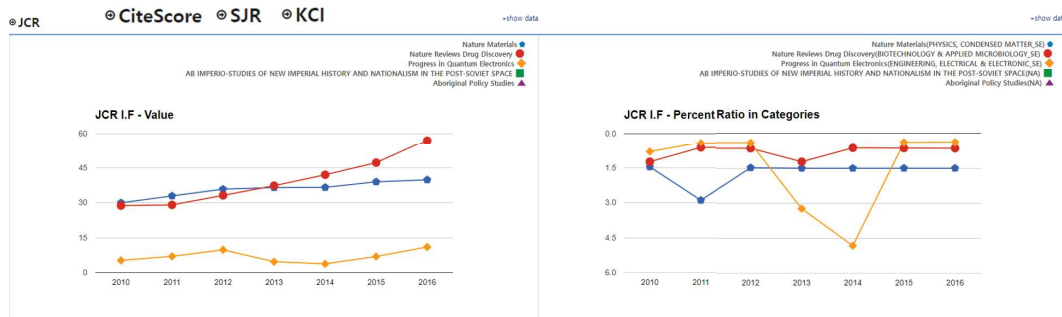 JCR
CiteScore
SJR
KCI
+show data
Nature Materials
Nature Reviews Drug Discovery
Progress in Quantum Electronics
AB IMPERIO-STUDIES OF NEW IMPERIAL HISTORY AND NATIONALISM IN THE POST-SOVIET SPACE
Aboriginal Policy Studies
JCR I.F - Value
60
45
30
15
0
2010 2011 2012 2013 2014 2015 2016
+show dat
Nature Materials(PHYSICS, CONDENSED MATTER_SE)
Nature Reviews Drug Discovery(BIOTECHNOLOGY & APPLIED MICROBIOLOGY_SE)
Progress in Quantum Electronics(ENGINEERING, ELECTRICAL & ELECTRONIC_SE)
AB IMPERIO-STUDIES OF NEW IMPERIAL HISTORY AND NATIONALISM IN THE POST-SOVIET SPACE(NA)
Aboriginal Policy Studies(NA)
JCR I.F - Percent Ratio in Categories
0.0
1.5
3.0
4.5
6.0
2010 2011 2012 2013 2014 2015 2016